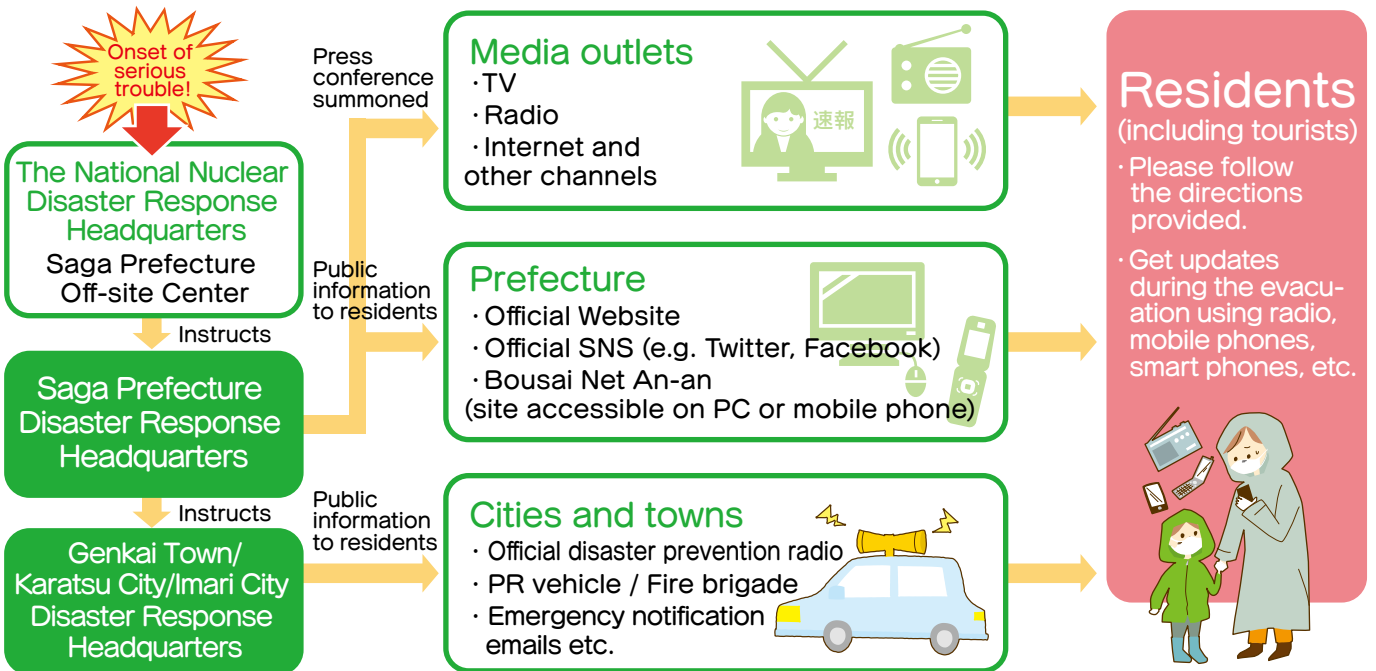 Onset of
serious
trouble!
The National Nuclear
Disaster Response
Headquarters
Saga Prefecture
Off-site Center
Instructs
Saga Prefecture
Disaster Response
Headquarters
Instructs
Genkai Town/
Karatsu City/Imari City
Disaster Response
Headquarters
Press
conference
summoned
Media outlets
・TV
・Radio
・Internet and
other channels
速報
Public
information
to residents
Prefecture
・Official Website
・Official SNS (e.g. Twitter, Facebook)
・Bousai Net An-an
(site accessible on PC or mobile phone)
Public
information
to residents
Cities and towns
・Official disaster prevention radio
・PR vehicle / Fire brigade
・Emergency notification
emails etc.
Residents
(including tourists)
・Please follow
the directions
provided.
・Get updates
during the evacu-
ation using radio,
mobile phones,
smart phones, etc.